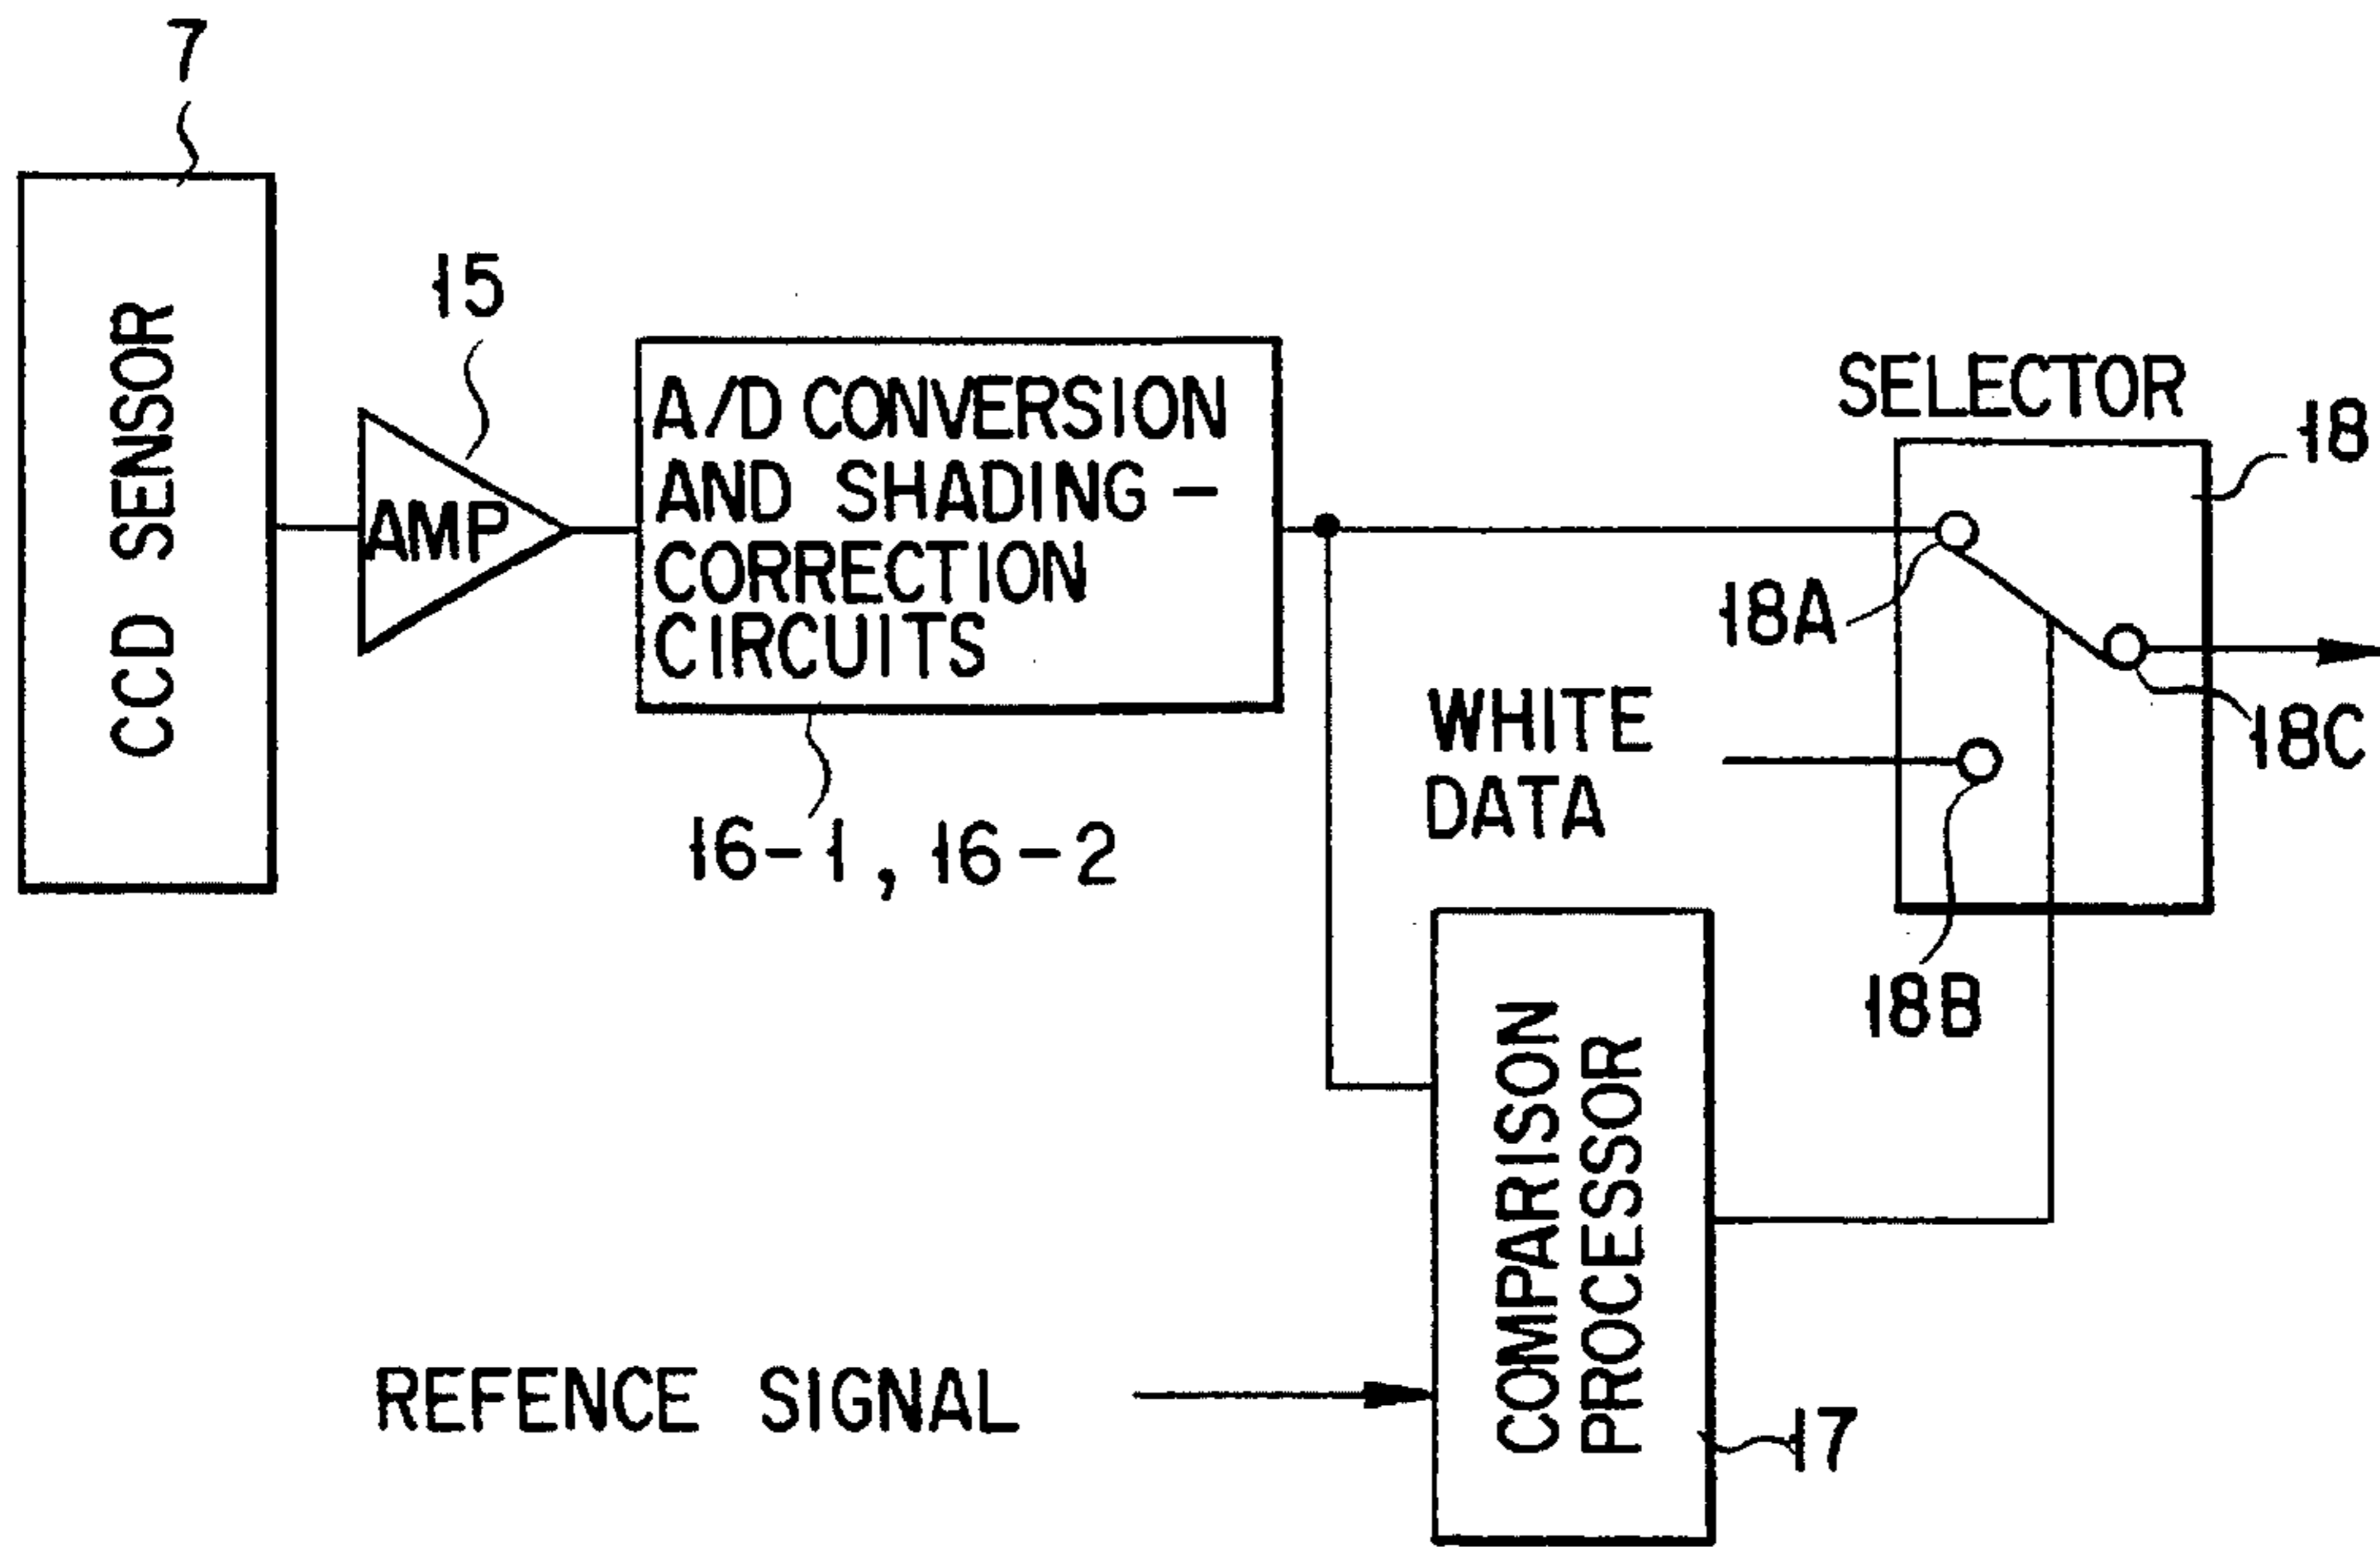 7
CCD SENSOR
15
AMP
A/D CONVERSION
AND SHADING-
CORRECTION
CIRCUITS
16-1, 16-2
SELECTOR
18
18A
18C
WHITE
DATA
18B
COMPARISON
PROCESSOR
REFENCE SIGNAL
17